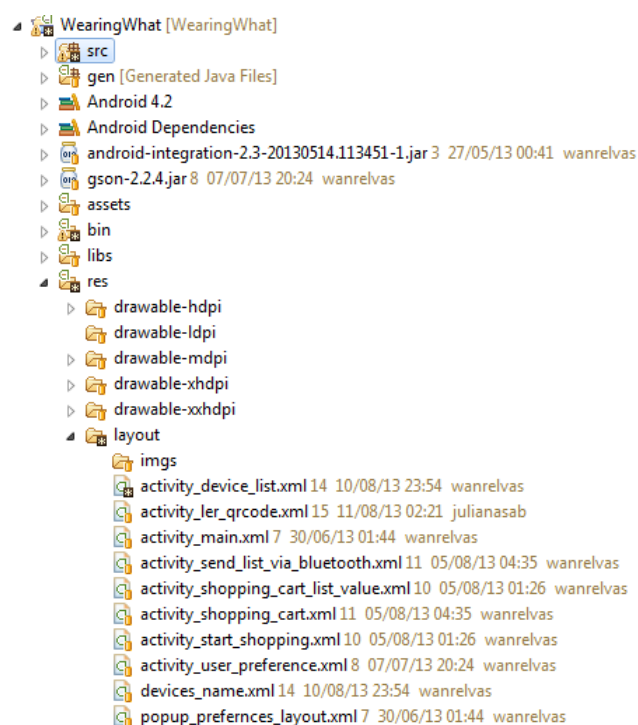 WearingWhat [WearingWhat]
src
gen [Generated Java Files]
Android 4.2
Android Dependencies
android-integration-2.3-20130514.113451-1.jar 3 27/05/13 00:41 wanrelvas
gson-2.2.4.jar 8 07/07/13 20:24 wanrelvas
assets
bin
libs
res
drawable-hdpi
drawable-ldpi
drawable-mdpi
drawable-xhdpi
drawable-xxhdpi
layout
imgs
activity_device_list.xml 14 10/08/13 23:54 wanrelvas
activity_ler_qrcode.xml 15 11/08/13 02:21 julianasab
activity_main.xml 7 30/06/13 01:44 wanrelvas
activity_send_list_via_bluetooth.xml 11 05/08/13 04:35 wanrelvas
activity_shopping_cart_list_value.xml 10 05/08/13 01:26 wanrelvas
activity_shopping_cart.xml 11 05/08/13 04:35 wanrelvas
activity_start_shopping.xml 10 05/08/13 01:26 wanrelvas
activity_user_preference.xml 8 07/07/13 20:24 wanrelvas
devices_name.xml 14 10/08/13 23:54 wanrelvas
popup_prefernces_layout.xml 7 30/06/13 01:44 wanrelvas